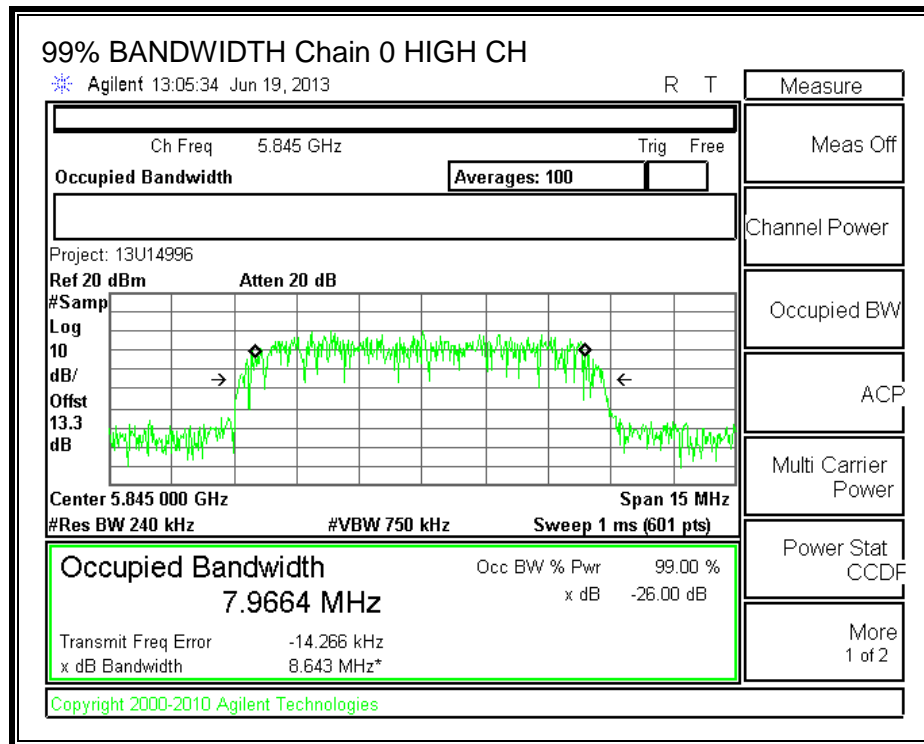 99% BANDWIDTH Chain 0 HIGH CH
Agilent 13:05:34 Jun 19, 2013 R T
Measure
Ch Freq 5.845 GHz Trig Free
Occupied Bandwidth Averages: 100
Project: 13U14996
Ref 20 dBm Atten 20 dB
#Samp
Log
10
dB/
Offst
13.3
dB
Center 5.845 000 GHz Span 15 MHz
#Res BW 240 kHz #VBW 750 kHz Sweep 1 ms (601 pts)
Occupied Bandwidth Occ BW % Pwr 99.00 %
7.9664 MHz x dB -26.00 dB
Transmit Freq Error -14.266 kHz
x dB Bandwidth 8.643 MHz*
Copyright 2000-2010 Agilent Technologies
Meas Off
Channel Power
Occupied BW
ACP
Multi Carrier
Power
Power Stat
CCDF
More
1 of 2